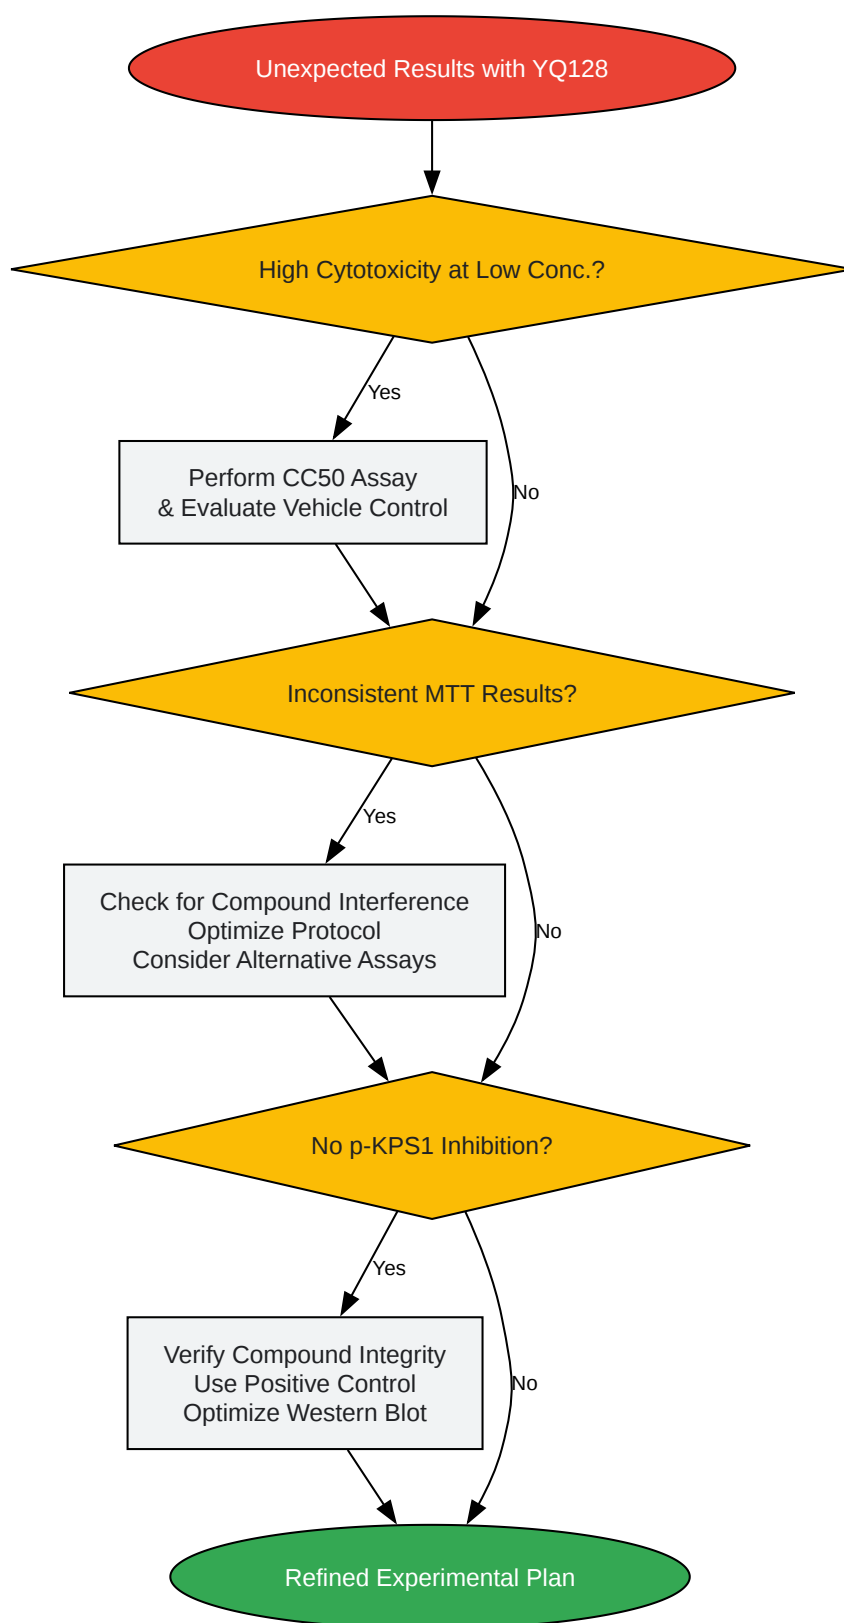 Unexpected Results with YQ128
High Cytotoxicity at Low Conc.?
Yes
Perform CC50 Assay
& Evaluate Vehicle Control
No
Inconsistent MTT Results?
Yes
Check for Compound Interference
Optimize Protocol
Consider Alternative Assays
No
No p-KPS1 Inhibition?
Yes
Verify Compound Integrity
Use Positive Control
Optimize Western Blot
No
Refined Experimental Plan